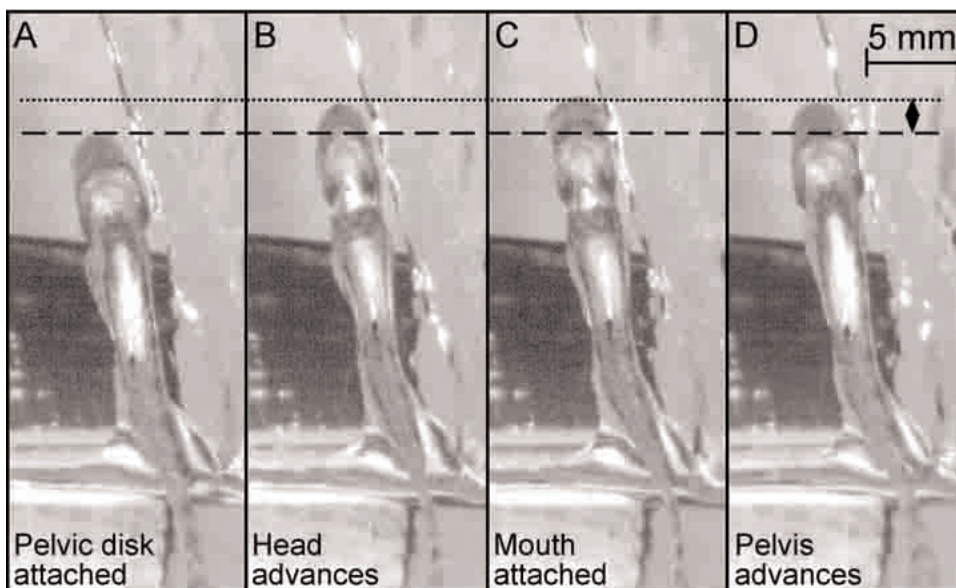 A
B
C
D
5 mm
Pelvic disk
attached
Head
advances
Mouth
attached
Pelvis
advances